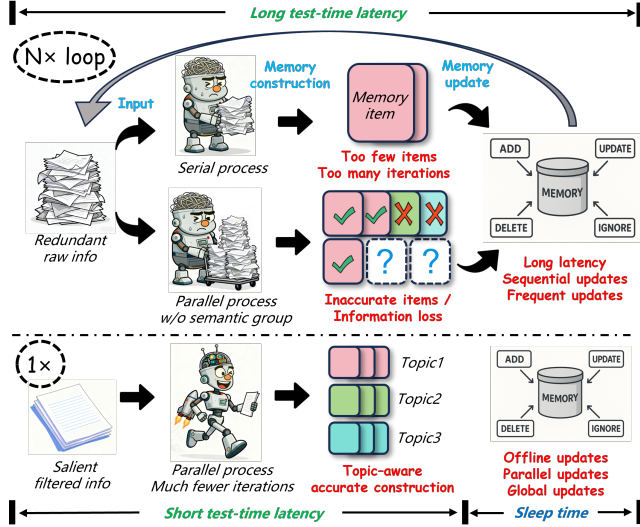 Long test-time latency
N× loop
Input
Memory
construction
Memory
update
Memory
item
Serial process
Too few items
Too many iterations
ADD
UPDATE
MEMORY
DELETE
IGNORE
Redundant
raw info
?
?
Parallel process
w/o semantic group
Inaccurate items /
Information loss
Long latency
Sequential updates
Frequent updates
1×
Topic1
Topic2
Topic3
ADD
UPDATE
MEMORY
DELETE
IGNORE
Salient
filtered info
Parallel process
Much fewer iterations
Topic-aware
accurate construction
Offline updates
Parallel updates
Global updates
Short test-time latency
Sleep time